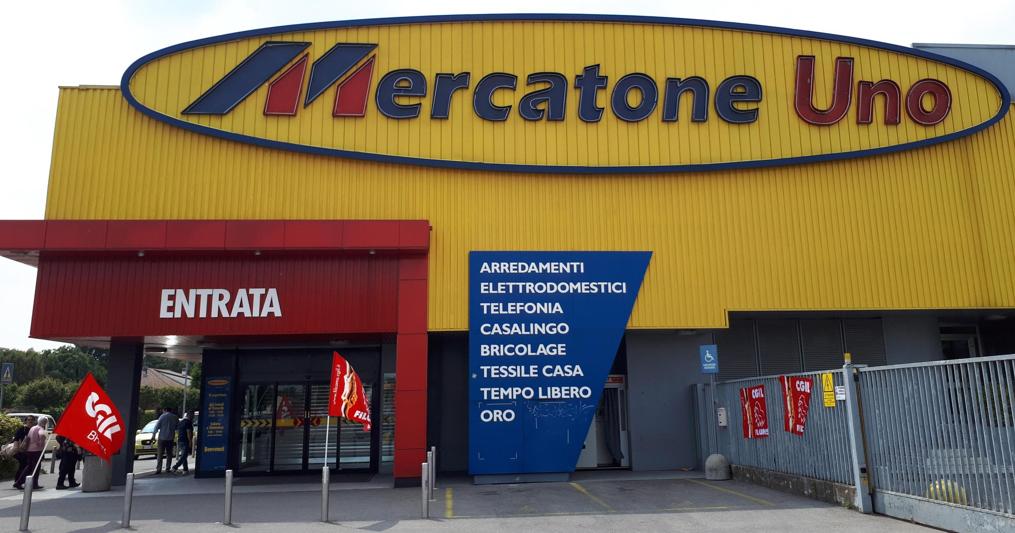 Mercatone Uno
ENTRATA
ARREDAMENTI
ELETTRODOMESTICI
TELEFONIA
CASALINGO
BRICOLAGE
TESSILE CASA
TEMPO LIBERO
ORO
CGIL
CGIL
CGIL